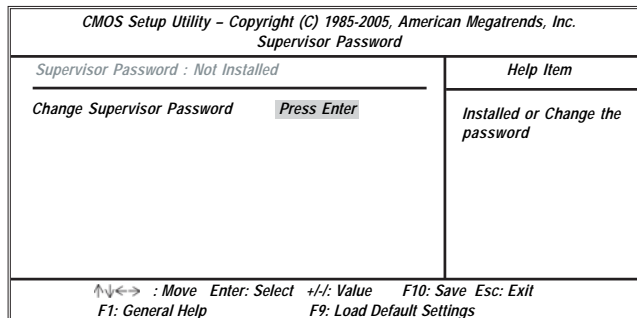 CMOS Setup Utility – Copyright (C) 1985-2005, American Megatrends, Inc.
Supervisor Password
Supervisor Password : Not Installed
Help Item
Change Supervisor Password Press Enter
Installed or Change the
password
↑↓←→ : Move Enter: Select +/-/: Value F10: Save Esc: Exit
F1: General Help F9: Load Default Settings